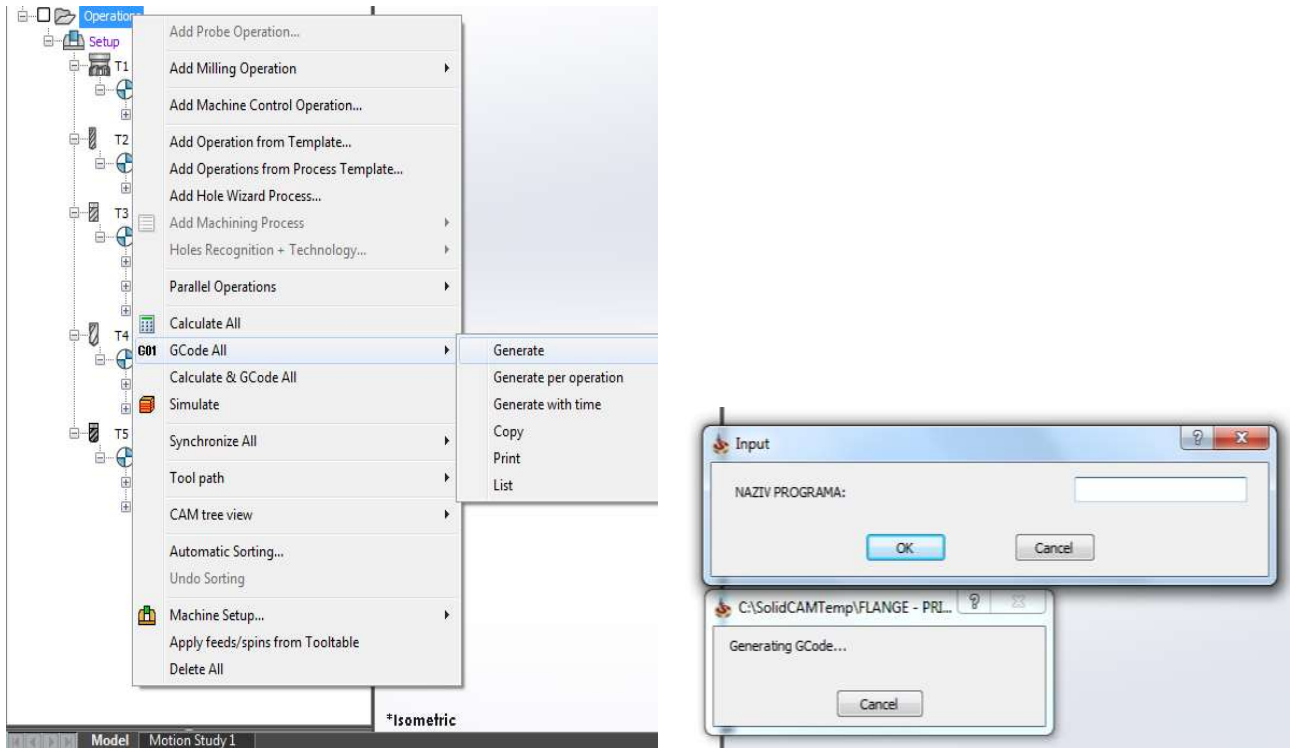 Operations
Setup
T1
T2
T3
T4
T5
Add Probe Operation...
Add Milling Operation
Add Machine Control Operation...
Add Operation from Template...
Add Operations from Process Template...
Add Hole Wizard Process...
Add Machining Process
Holes Recognition + Technology...
Parallel Operations
Calculate All
G01 GCode All
Calculate & GCode All
Simulate
Synchronize All
Tool path
CAM tree view
Automatic Sorting...
Undo Sorting
Machine Setup...
Apply feeds/spins from Tooltable
Delete All
Generate
Generate per operation
Generate with time
Copy
Print
List
*Isometric
Model Motion Study 1
Input
NAZIV PROGRAMA:
OK Cancel
C:\SolidCAMTemp\FLANGE - PRI...
Generating GCode...
Cancel